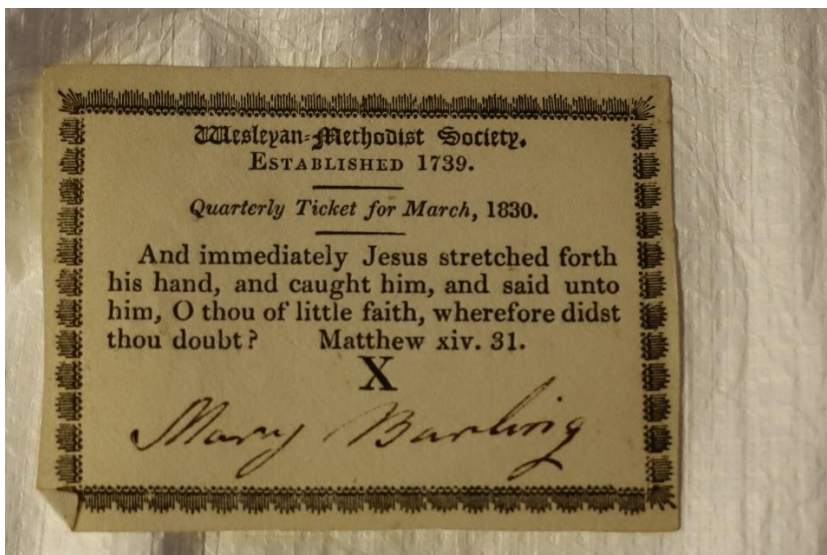 Wesleyan-Methodist Society.
ESTABLISHED 1739.
Quarterly Ticket for March, 1830.
And immediately Jesus stretched forth
his hand, and caught him, and said unto
him, O thou of little faith, wherefore didst
thou doubt? Matthew xiv. 31.
X
Mary Barling